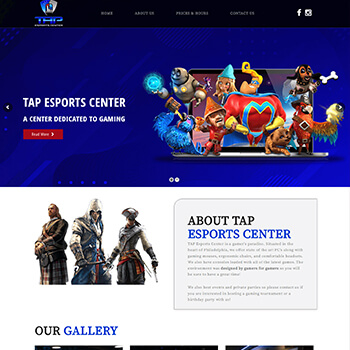 TAP
ESPORTS CENTER
HOME
ABOUT US
PRICES & HOURS
CONTACT US
TAP ESPORTS CENTER
A CENTER DEDICATED TO GAMING
Read More
ABOUT TAP
ESPORTS CENTER
TAP Esports Center is a gamer's paradise. Situated in the
heart of Philadelphia, we offer state of the art PCs along with
gaming mouses, ergonomic chairs, and comfortable headsets.
We also have consoles loaded with all of the latest games. The
environment was designed by gamers for gamers so you will
be sure to have a great time!
We also host events and private parties so please contact us if
you are interested in hosting a gaming tournament or a
birthday party with us!
OUR GALLERY